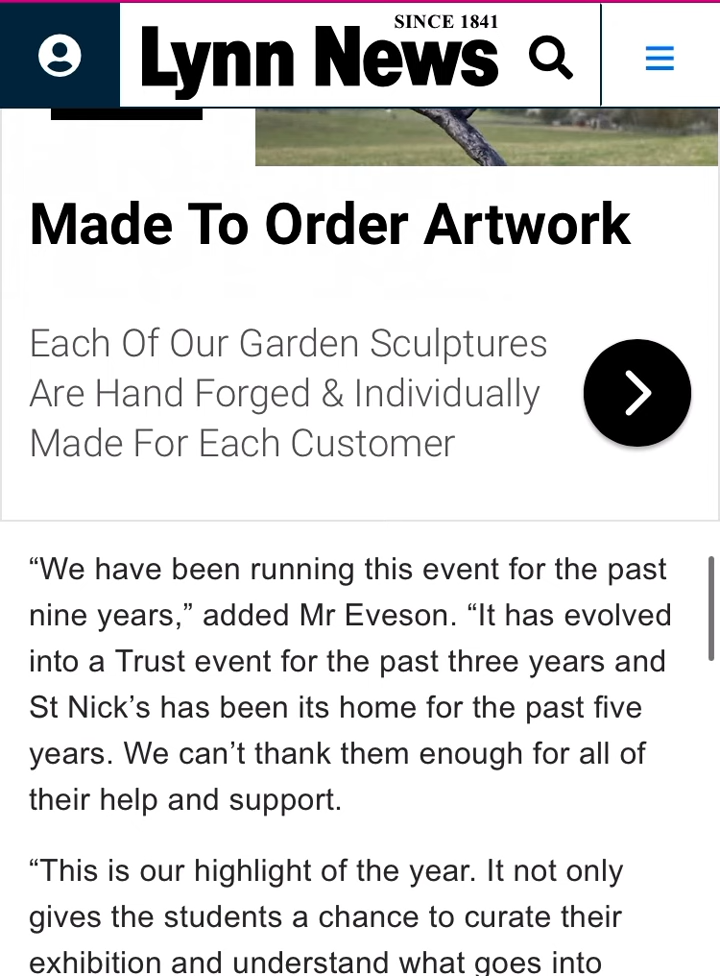 SINCE 1841
Lynn News
Made To Order Artwork
Each Of Our Garden Sculptures
Are Hand Forged & Individually
Made For Each Customer
“We have been running this event for the past
nine years,” added Mr Eveson. “It has evolved
into a Trust event for the past three years and
St Nick’s has been its home for the past five
years. We can’t thank them enough for all of
their help and support.
“This is our highlight of the year. It not only
gives the students a chance to curate their
exhibition and understand what goes into